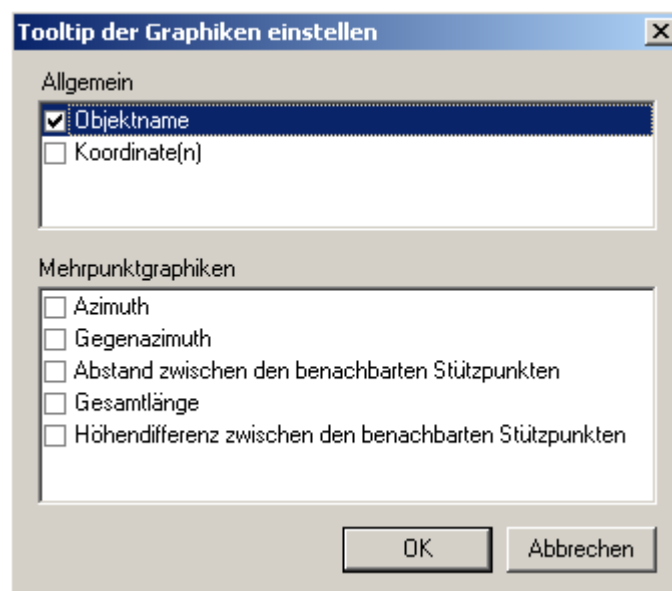 Tooltip der Graphiken einstellen
Allgemein
Objektname
Koordinate(n)
Mehrpunktgraphiken
Azimuth
Gegenazimuth
Abstand zwischen den benachbarten Stützpunkten
Gesamtlänge
Höhendifferenz zwischen den benachbarten Stützpunkten
OK
Abbrechen